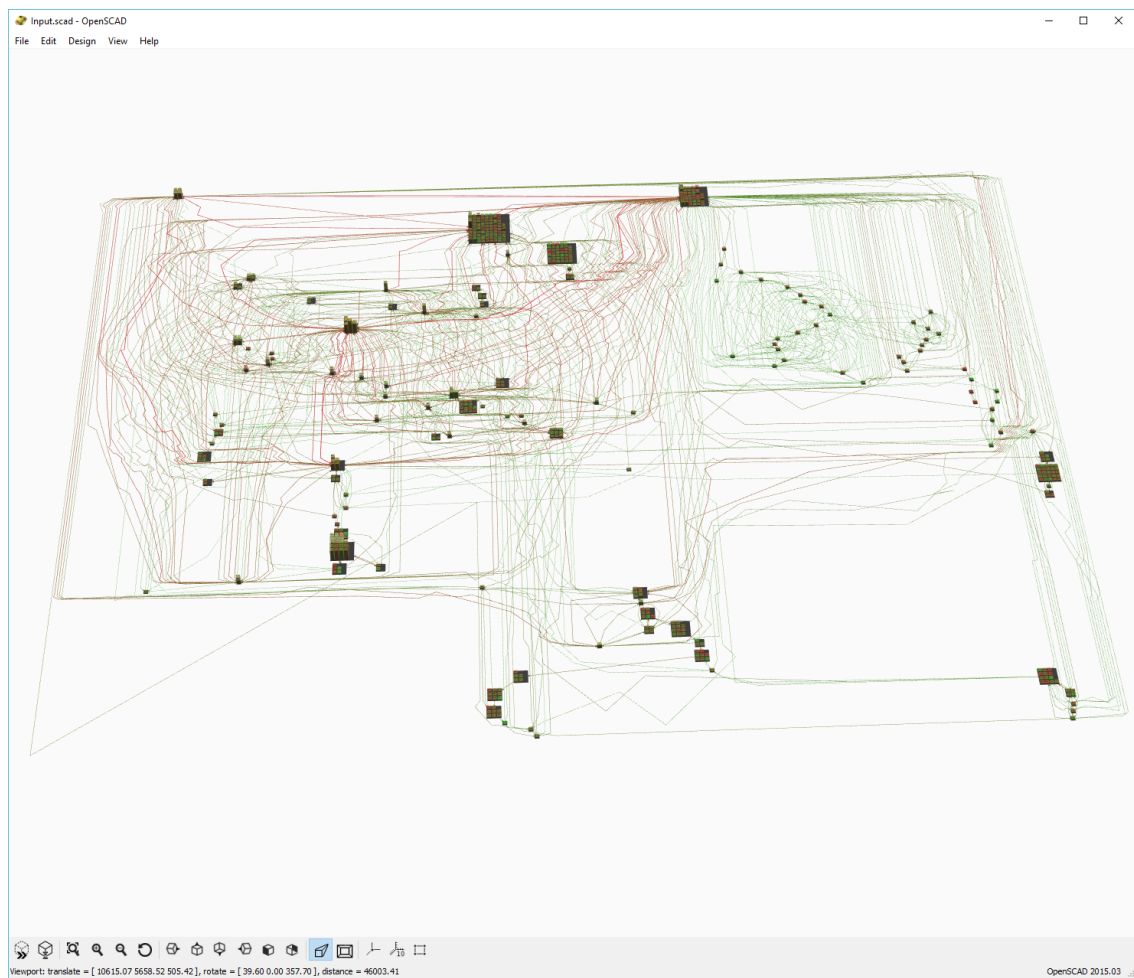 Input.scad - OpenSCAD
File Edit Design View Help
10
Viewport: translate = [ 10615.07 5658.52 505.42 ], rotate = [ 39.60 0.00 357.70 ], distance = 46003.41
OpenSCAD 2015.03